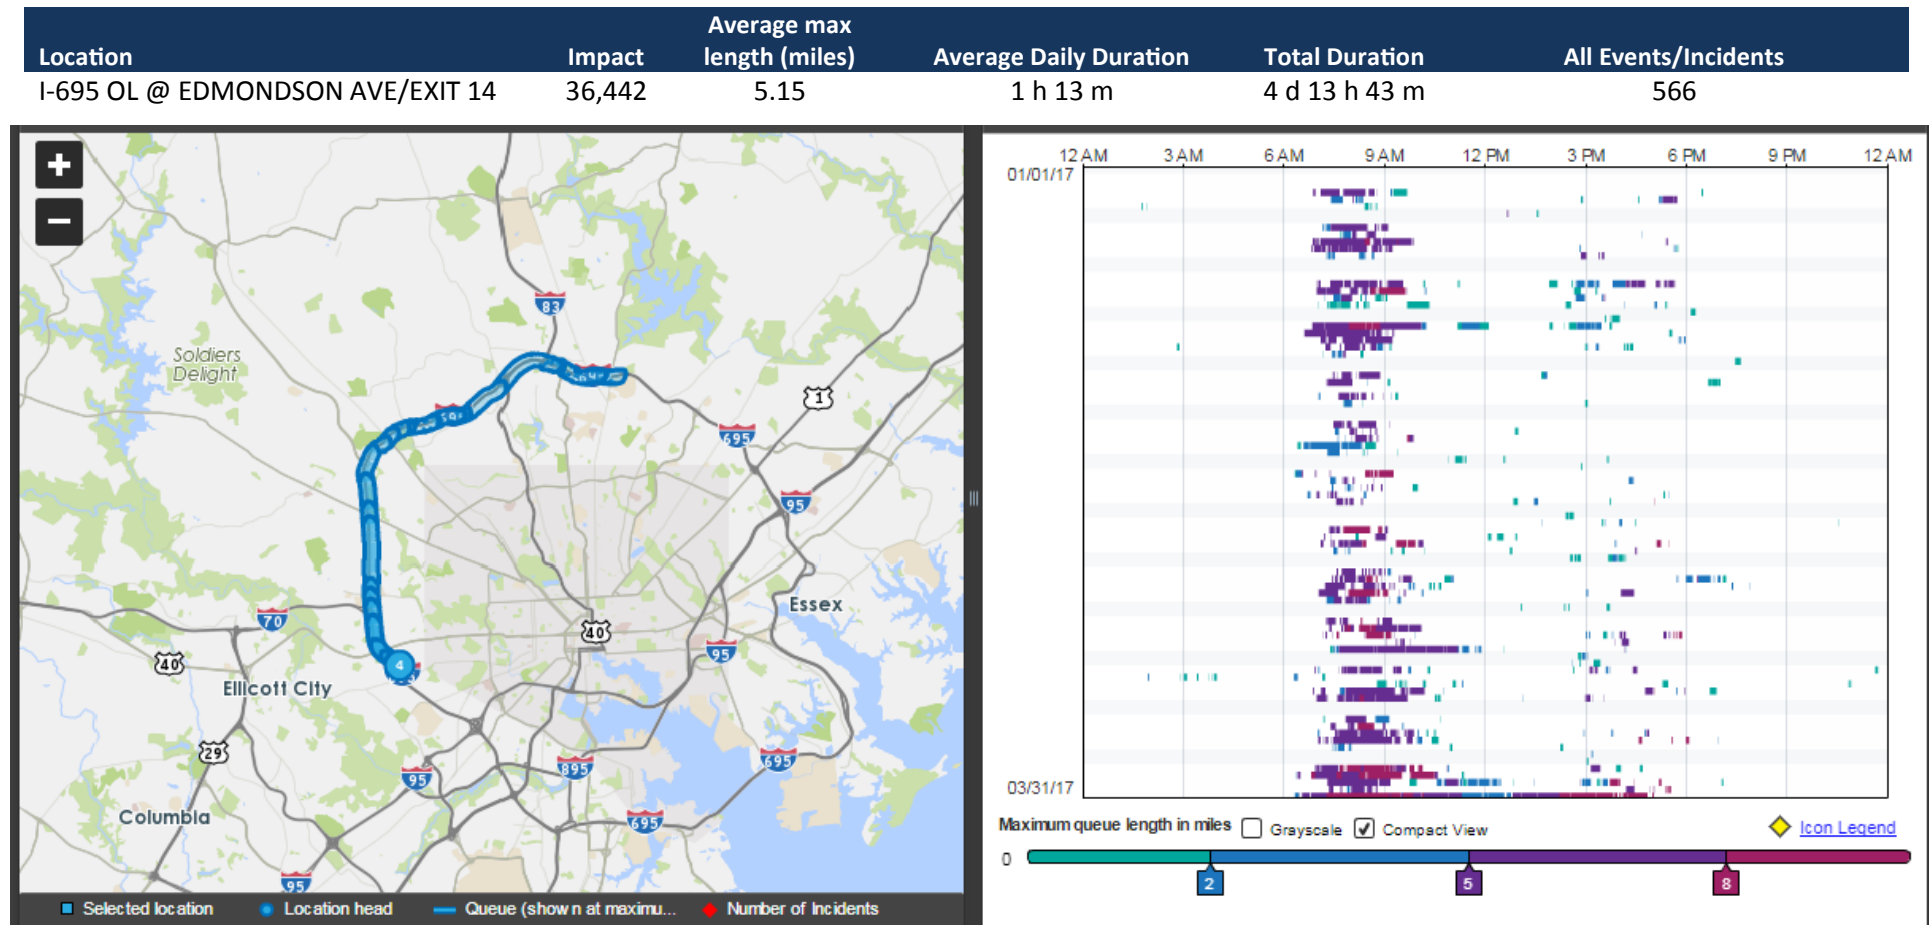 Location Impact Average max length (miles) Average Daily Duration Total Duration All Events/Incidents
I-695 OL @ EDMONDSON AVE/EXIT 14 36,442 5.15 1 h 13 m 4 d 13 h 43 m 566
+
−
83
Soldiers
Delight
1
695
95
Essex
70
40
40
95
4
Ellicott City
29
95
895
695
Columbia
695
95
Selected location Location head Queue (shown at maximu... Number of Incidents
12 AM 3 AM 6 AM 9 AM 12 PM 3 PM 6 PM 9 PM 12 AM
01/01/17
03/31/17
Maximum queue length in miles Grayscale Compact View Icon Legend
0
2 5 8